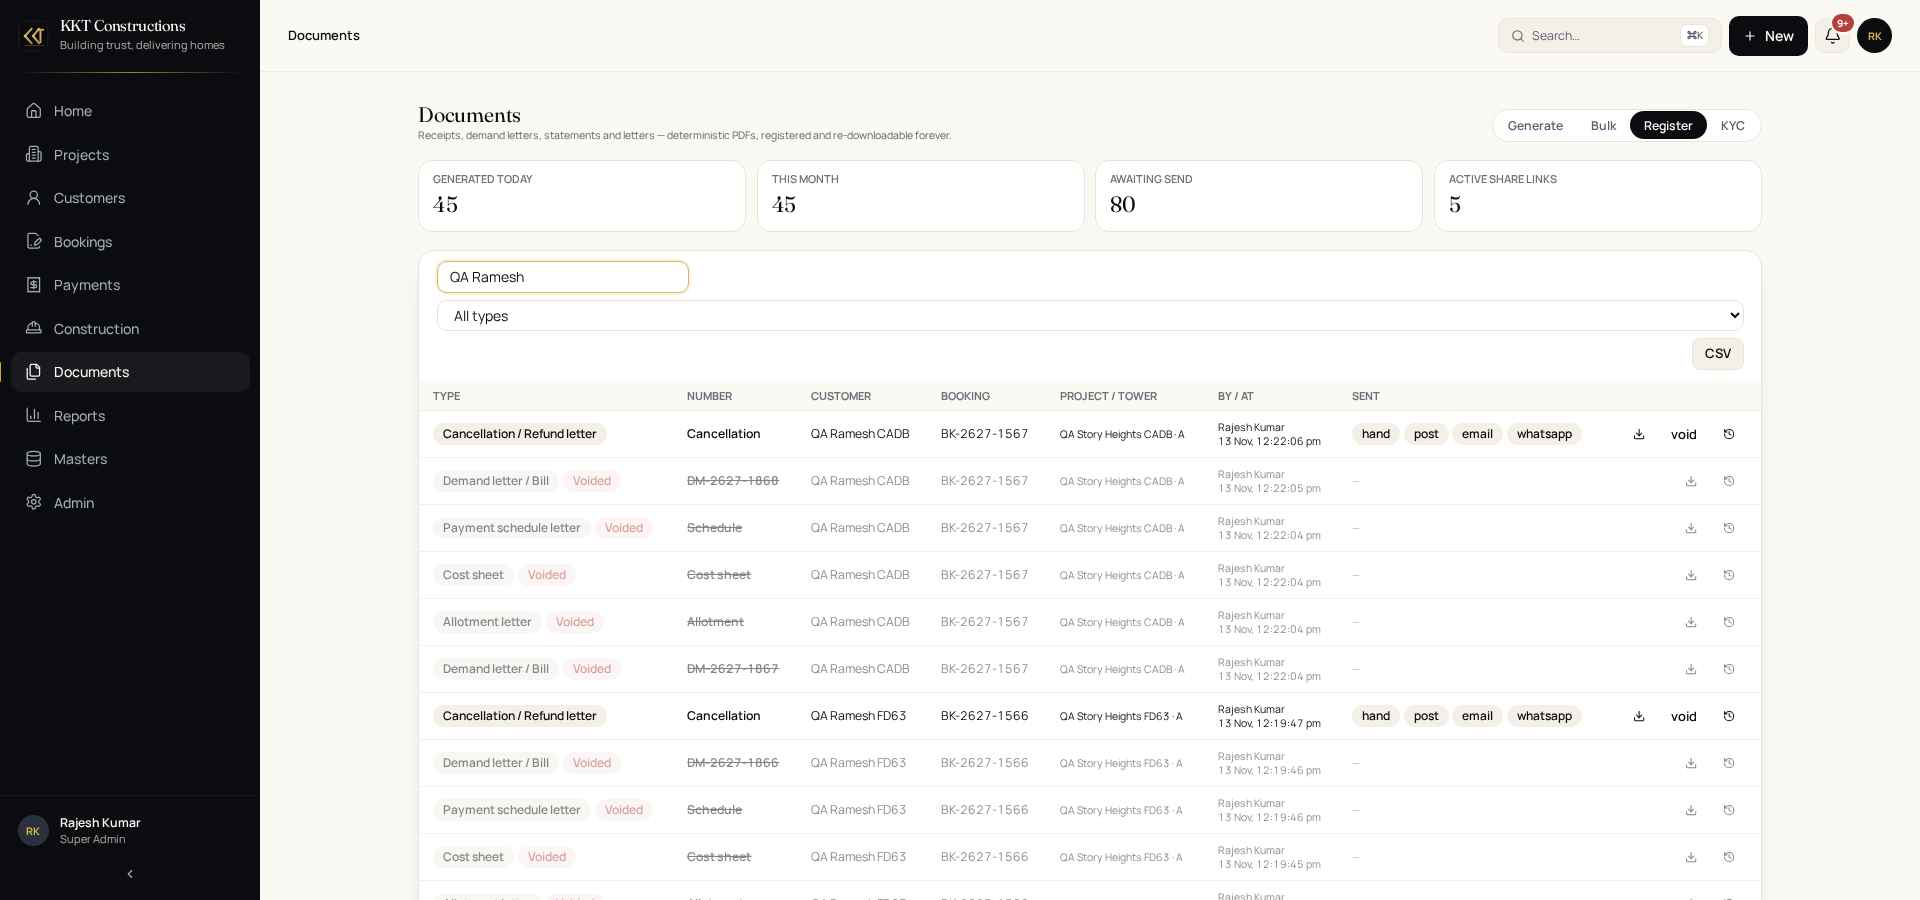 KKT Constructions
Building trust, delivering homes
Home
Projects
Customers
Bookings
Payments
Construction
Documents
Reports
Masters
Admin
RK
Rajesh Kumar
Super Admin
Documents
Search...
⌘K
+ New
9+
RK
Documents
Receipts, demand letters, statements and letters — deterministic PDFs, registered and re-downloadable forever.
Generate Bulk Register KYC
GENERATED TODAY
45
THIS MONTH
45
AWAITING SEND
80
ACTIVE SHARE LINKS
5
QA Ramesh
All types
CSV
TYPE NUMBER CUSTOMER BOOKING PROJECT / TOWER BY / AT SENT
Cancellation / Refund letter Cancellation QA Ramesh CADB BK-2627-1567 QA Story Heights CADB · A Rajesh Kumar hand post email whatsapp void
13 Nov, 12:22:06 pm
Demand letter / Bill Voided DM-2627-1868 QA Ramesh CADB BK-2627-1567 QA Story Heights CADB · A Rajesh Kumar —
13 Nov, 12:22:05 pm
Payment schedule letter Voided Schedule QA Ramesh CADB BK-2627-1567 QA Story Heights CADB · A Rajesh Kumar —
13 Nov, 12:22:04 pm
Cost sheet Voided Cost sheet QA Ramesh CADB BK-2627-1567 QA Story Heights CADB · A Rajesh Kumar —
13 Nov, 12:22:04 pm
Allotment letter Voided Allotment QA Ramesh CADB BK-2627-1567 QA Story Heights CADB · A Rajesh Kumar —
13 Nov, 12:22:04 pm
Demand letter / Bill Voided DM-2627-1867 QA Ramesh CADB BK-2627-1567 QA Story Heights CADB · A Rajesh Kumar —
13 Nov, 12:22:04 pm
Cancellation / Refund letter Cancellation QA Ramesh FD63 BK-2627-1566 QA Story Heights FD63 · A Rajesh Kumar hand post email whatsapp void
13 Nov, 12:19:47 pm
Demand letter / Bill Voided DM-2627-1866 QA Ramesh FD63 BK-2627-1566 QA Story Heights FD63 · A Rajesh Kumar —
13 Nov, 12:19:46 pm
Payment schedule letter Voided Schedule QA Ramesh FD63 BK-2627-1566 QA Story Heights FD63 · A Rajesh Kumar —
13 Nov, 12:19:46 pm
Cost sheet Voided Cost sheet QA Ramesh FD63 BK-2627-1566 QA Story Heights FD63 · A Rajesh Kumar —
13 Nov, 12:19:45 pm
Rajesh Kumar